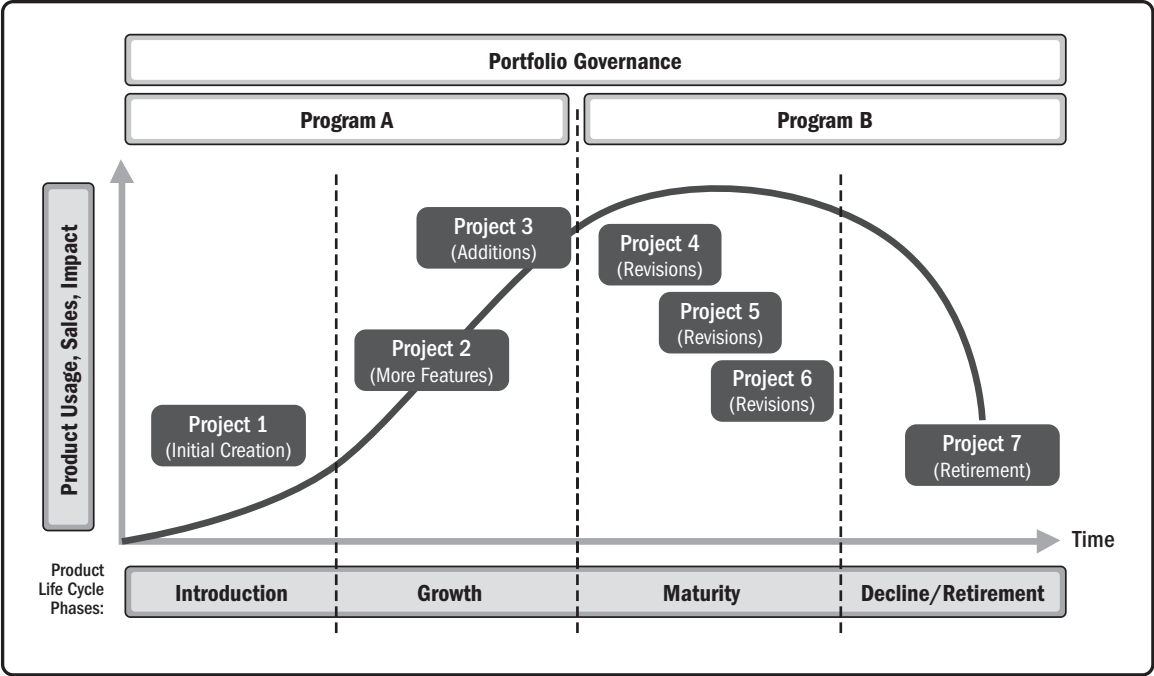 Portfolio Governance
Program A
Program B
Product Usage, Sales, Impact
Project 3
(Additions)
Project 4
(Revisions)
Project 5
(Revisions)
Project 2
(More Features)
Project 6
(Revisions)
Project 1
(Initial Creation)
Project 7
(Retirement)
Time
Product
Life Cycle
Phases:
Introduction
Growth
Maturity
Decline/Retirement